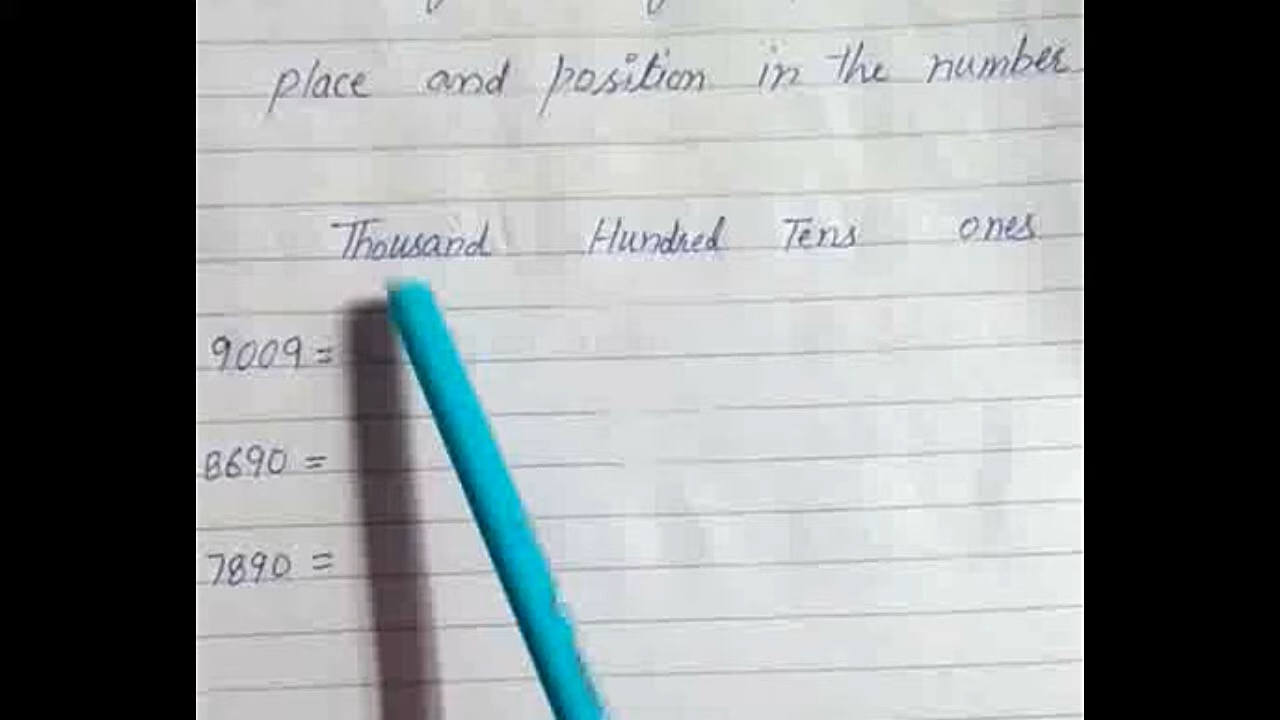 place and position in the number
Thousand Hundred Tens ones
9009 =
8690 =
7890 =